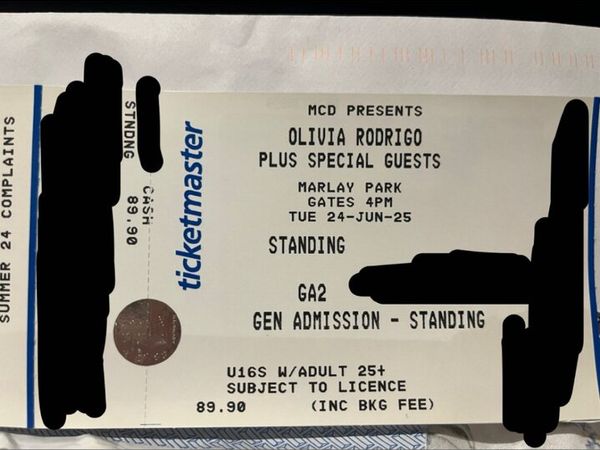 SUMMER 24 COMPLAINTS
STNDNG
CASH
89.90
ticketmaster
MCD PRESENTS
OLIVIA RODRIGO
PLUS SPECIAL GUESTS
MARLAY PARK
GATES 4PM
TUE 24-JUN-25
STANDING
GA2
GEN ADMISSION - STANDING
U16S W/ADULT 25+
SUBJECT TO LICENCE
89.90 (INC BKG FEE)